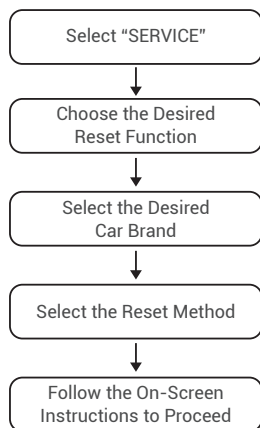 Select “SERVICE”
Choose the Desired
Reset Function
Select the Desired
Car Brand
Select the Reset Method
Follow the On-Screen
Instructions to Proceed